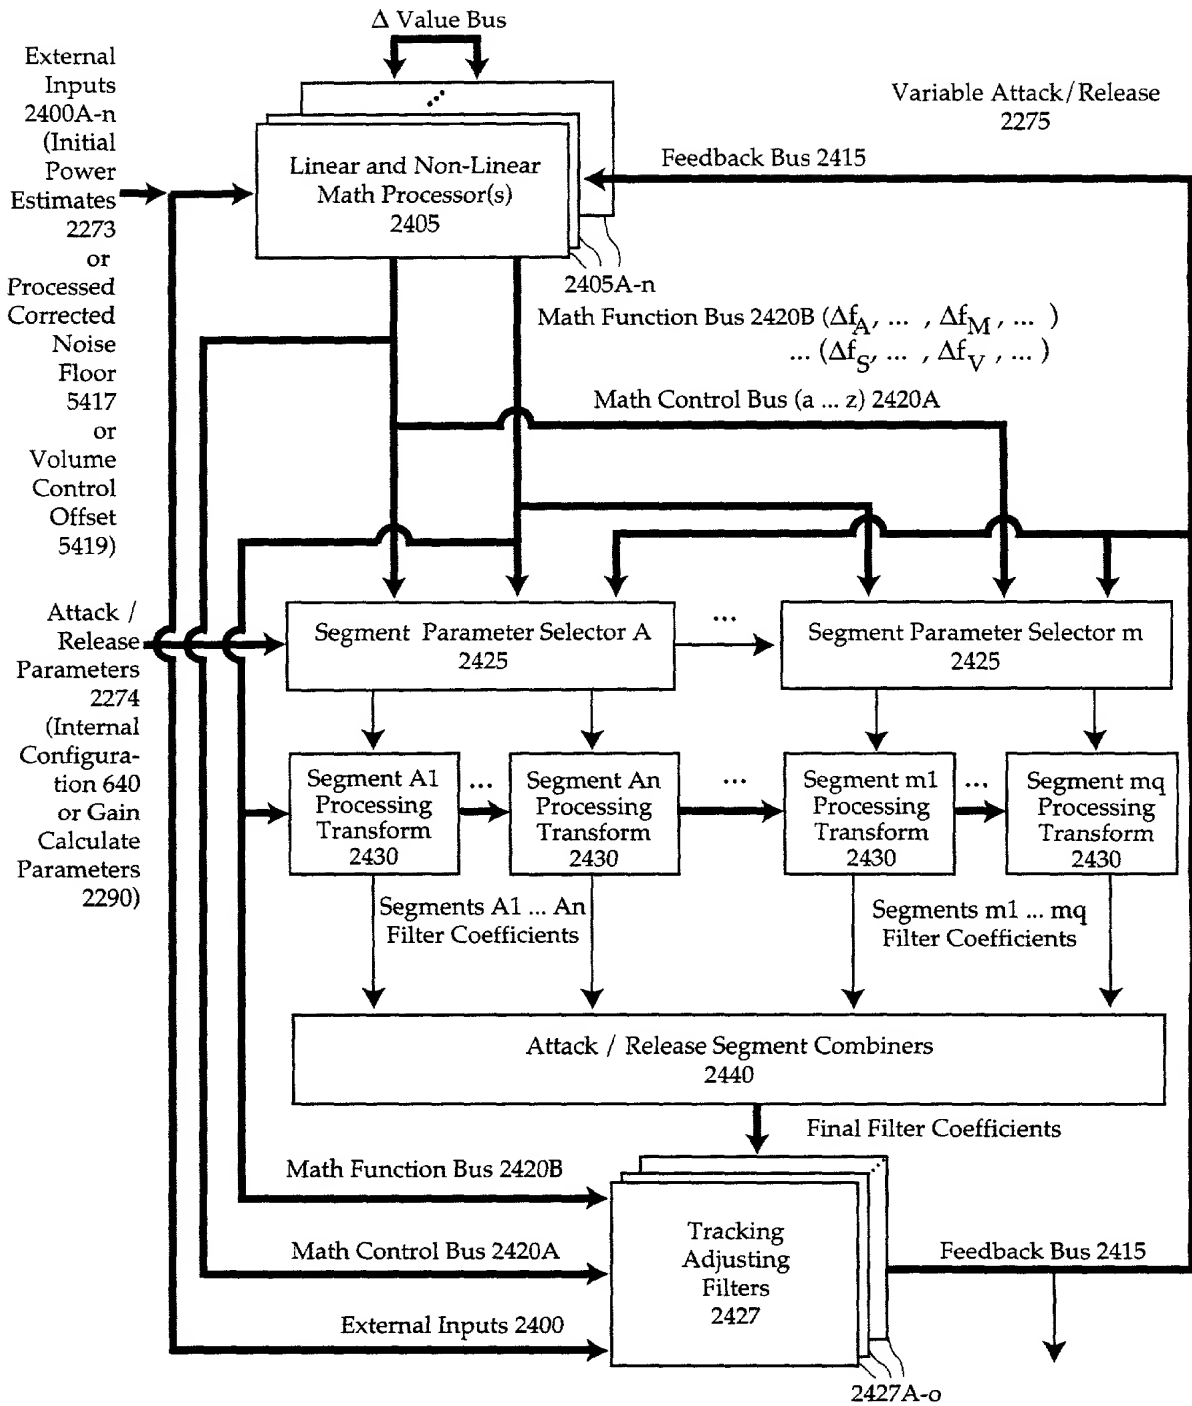 Δ Value Bus
External
Inputs
2400A-n
(Initial
Power
Estimates
2273
or
Processed
Corrected
Noise
Floor
5417
or
Volume
Control
Offset
5419)
Variable Attack/Release
2275
Feedback Bus 2415
Linear and Non-Linear
Math Processor(s)
2405
2405A-n
Math Function Bus 2420B (Δf_A, ... , Δf_M, ... )
... (Δf_S, ... , Δf_V, ... )
Math Control Bus (a ... z) 2420A
Attack /
Release
Parameters
2274
(Internal
Configura-
tion 640
or Gain
Calculate
Parameters
2290)
Segment Parameter Selector A
2425
...
Segment Parameter Selector m
2425
Segment A1
Processing
Transform
2430
...
Segment An
Processing
Transform
2430
...
Segment m1
Processing
Transform
2430
...
Segment mq
Processing
Transform
2430
Segments A1 ... An
Filter Coefficients
Segments m1 ... mq
Filter Coefficients
Attack / Release Segment Combiners
2440
Final Filter Coefficients
Math Function Bus 2420B
Math Control Bus 2420A
External Inputs 2400
Tracking
Adjusting
Filters
2427
Feedback Bus 2415
2427A-o